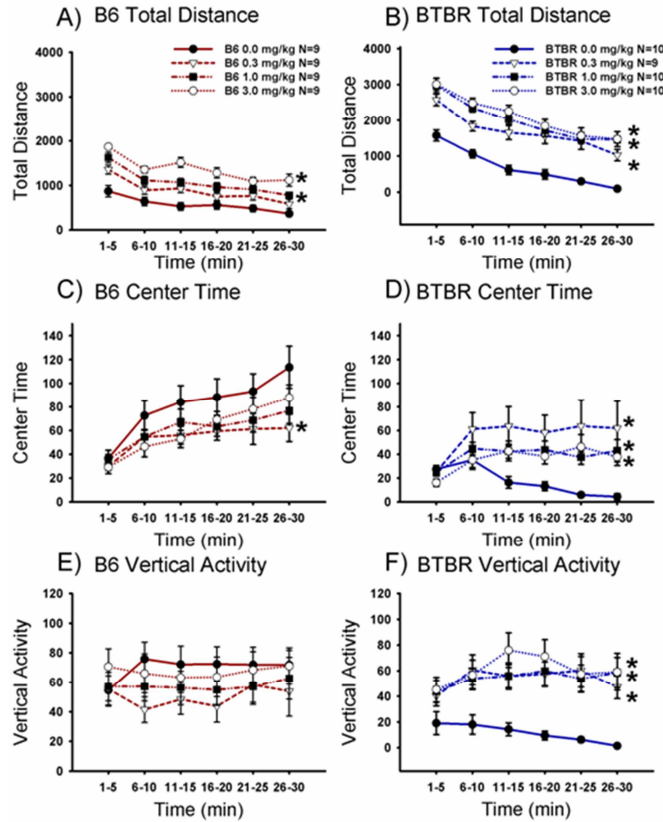 A) B6 Total Distance
B6 0.0 mg/kg N=9
B6 0.3 mg/kg N=9
B6 1.0 mg/kg N=9
B6 3.0 mg/kg N=9
Total Distance
4000
3000
2000
1000
0
*
*
1-5 6-10 11-15 16-20 21-25 26-30
Time (min)
B) BTBR Total Distance
BTBR 0.0 mg/kg N=10
BTBR 0.3 mg/kg N=9
BTBR 1.0 mg/kg N=10
BTBR 3.0 mg/kg N=10
Total Distance
4000
3000
2000
1000
0
*
*
*
1-5 6-10 11-15 16-20 21-25 26-30
Time (min)
C) B6 Center Time
Center Time
140
120
100
80
60
40
20
0
*
1-5 6-10 11-15 16-20 21-25 26-30
Time (min)
D) BTBR Center Time
Center Time
140
120
100
80
60
40
20
0
*
*
*
1-5 6-10 11-15 16-20 21-25 26-30
Time (min)
E) B6 Vertical Activity
Vertical Activity
120
100
80
60
40
20
0
1-5 6-10 11-15 16-20 21-25 26-30
Time (min)
F) BTBR Vertical Activity
Vertical Activity
120
100
80
60
40
20
0
*
*
*
1-5 6-10 11-15 16-20 21-25 26-30
Time (min)